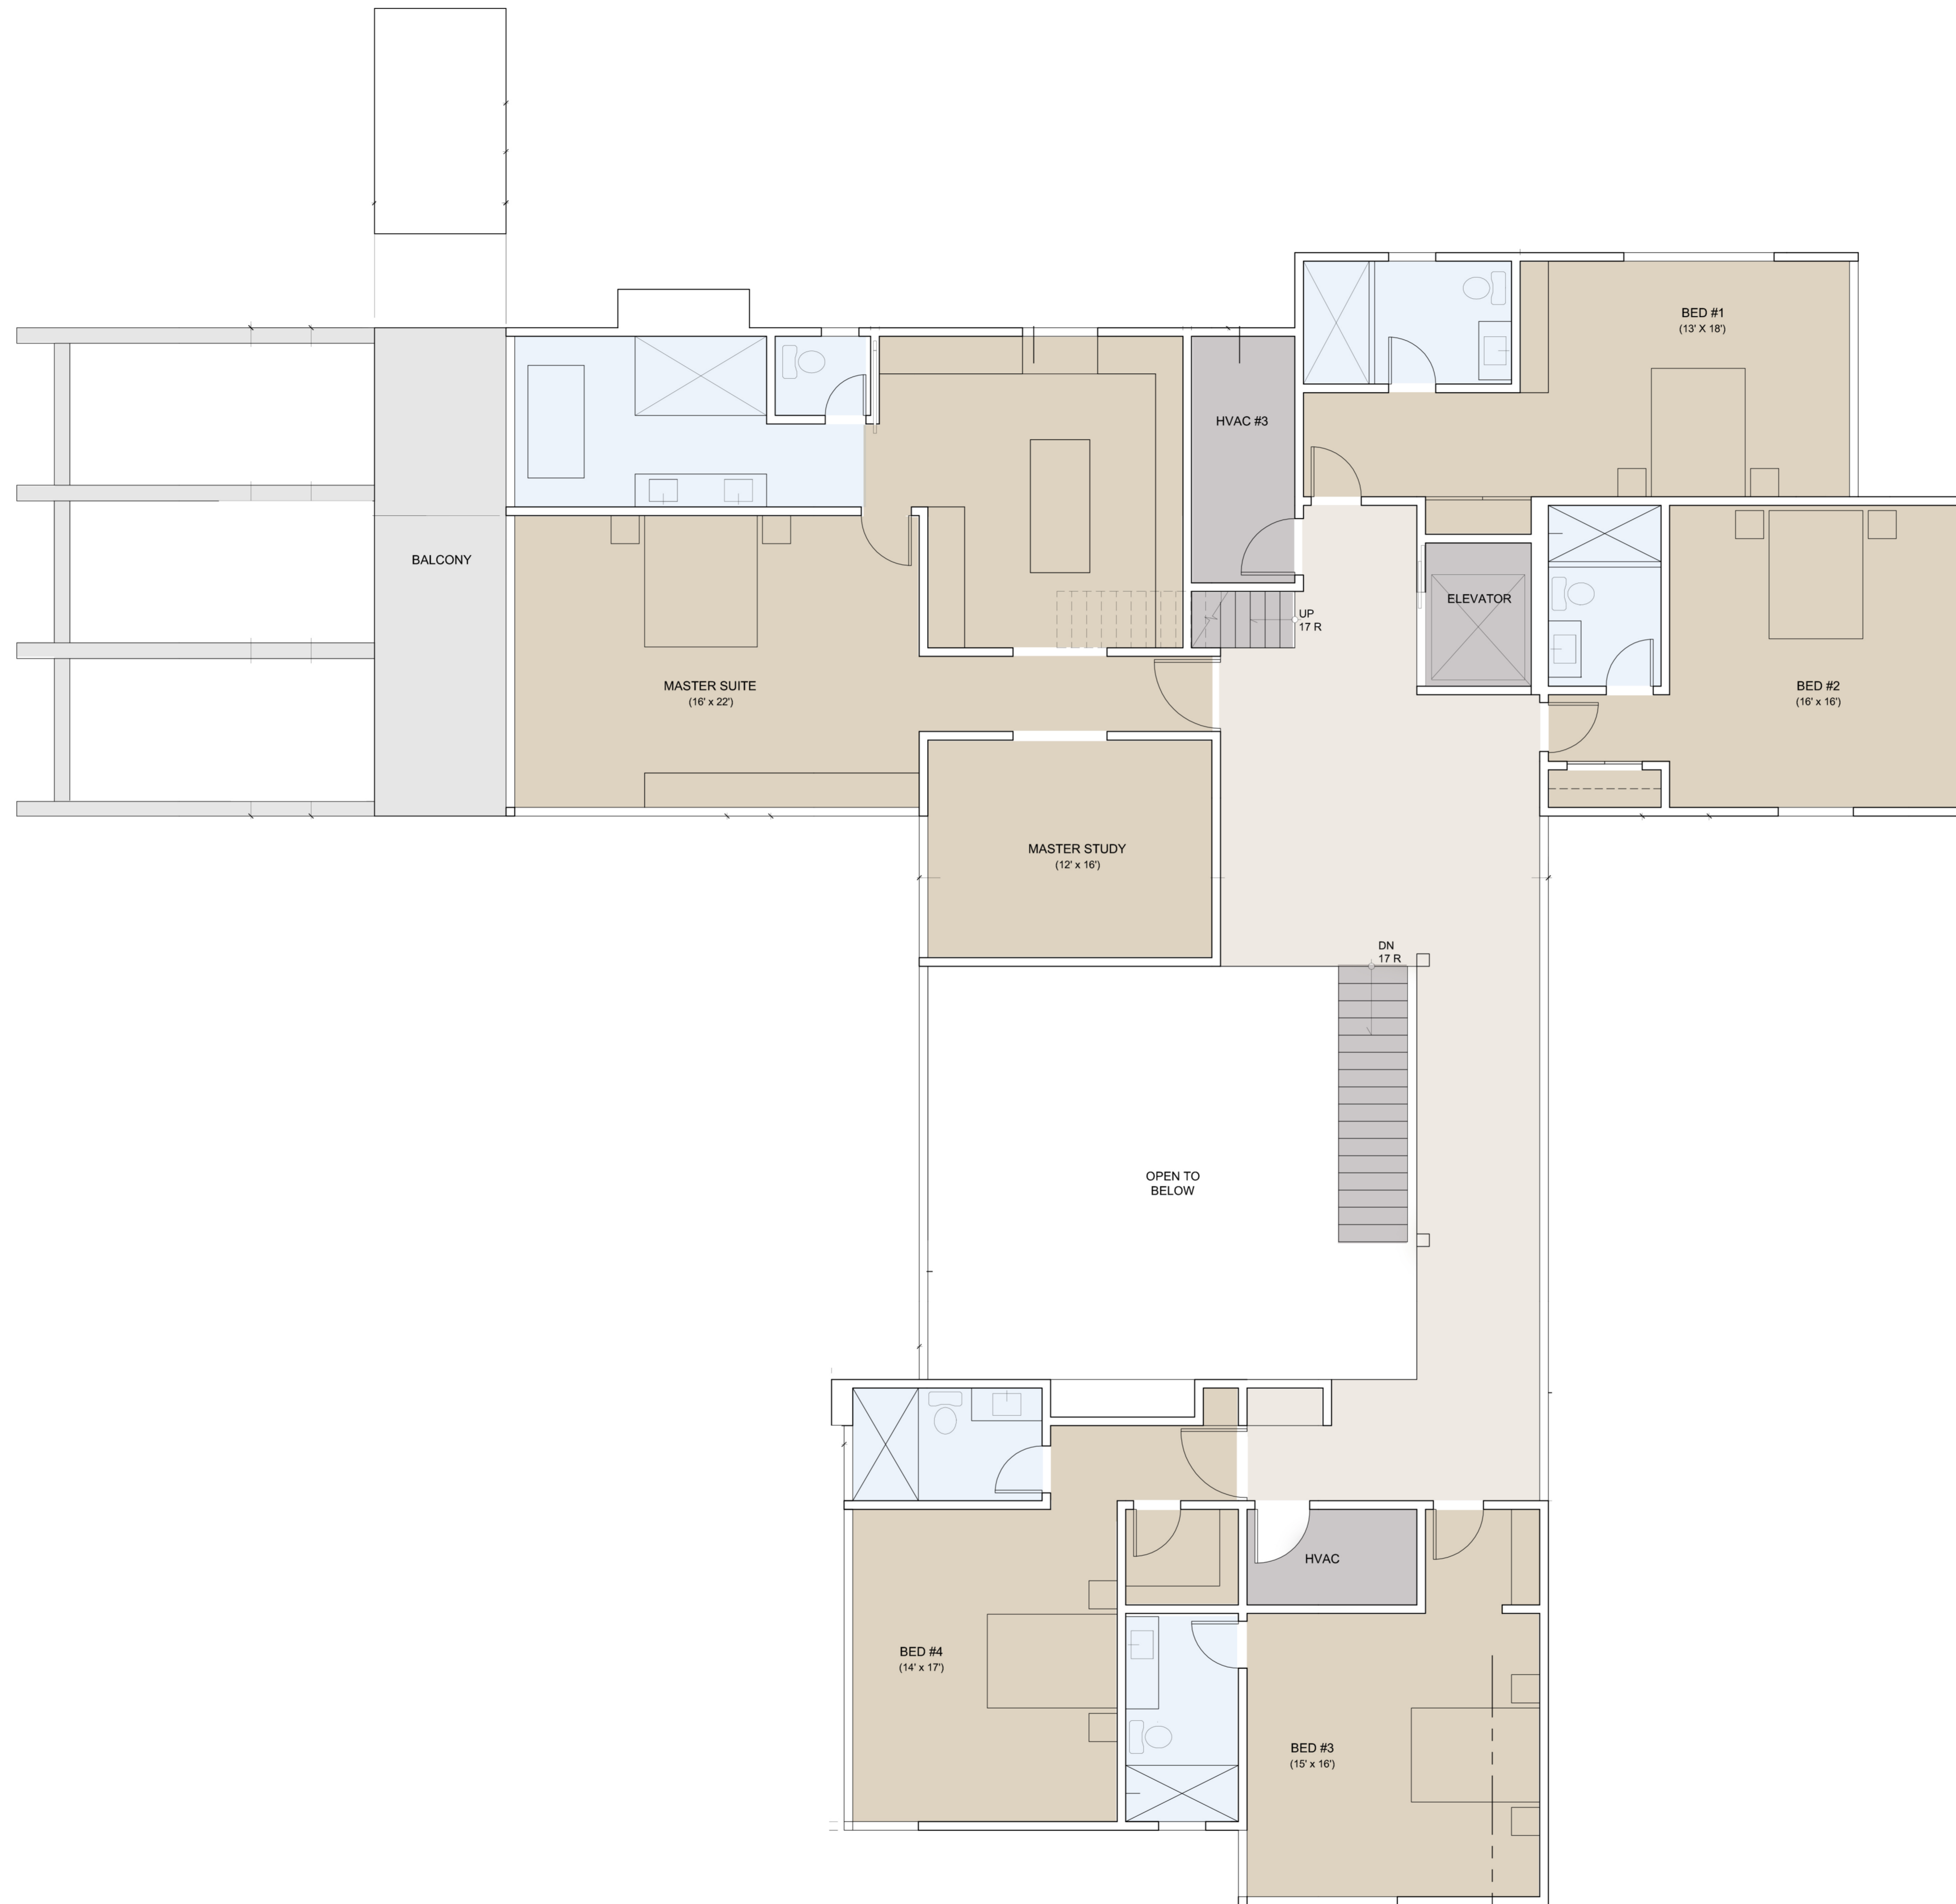 BED #1
(13' X 18')
HVAC #3
BALCONY
ELEVATOR
UP
17 R
MASTER SUITE
(16' x 22')
BED #2
(16' x 16')
MASTER STUDY
(12' x 16')
DN
17 R
OPEN TO
BELOW
HVAC
BED #4
(14' x 17')
BED #3
(15' x 16')